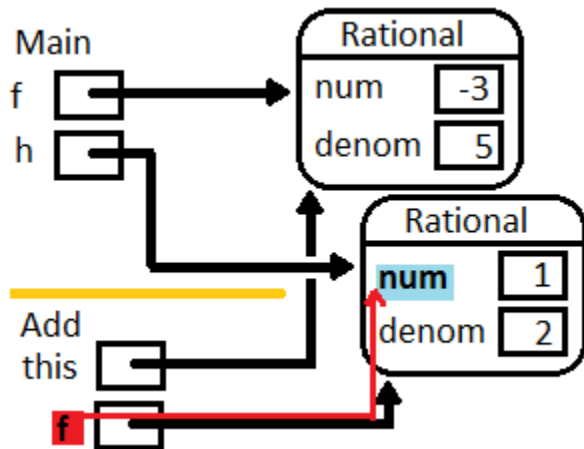 Main
f
h
Rational
num -3
denom 5
Rational
num 1
denom 2
Add
this
f